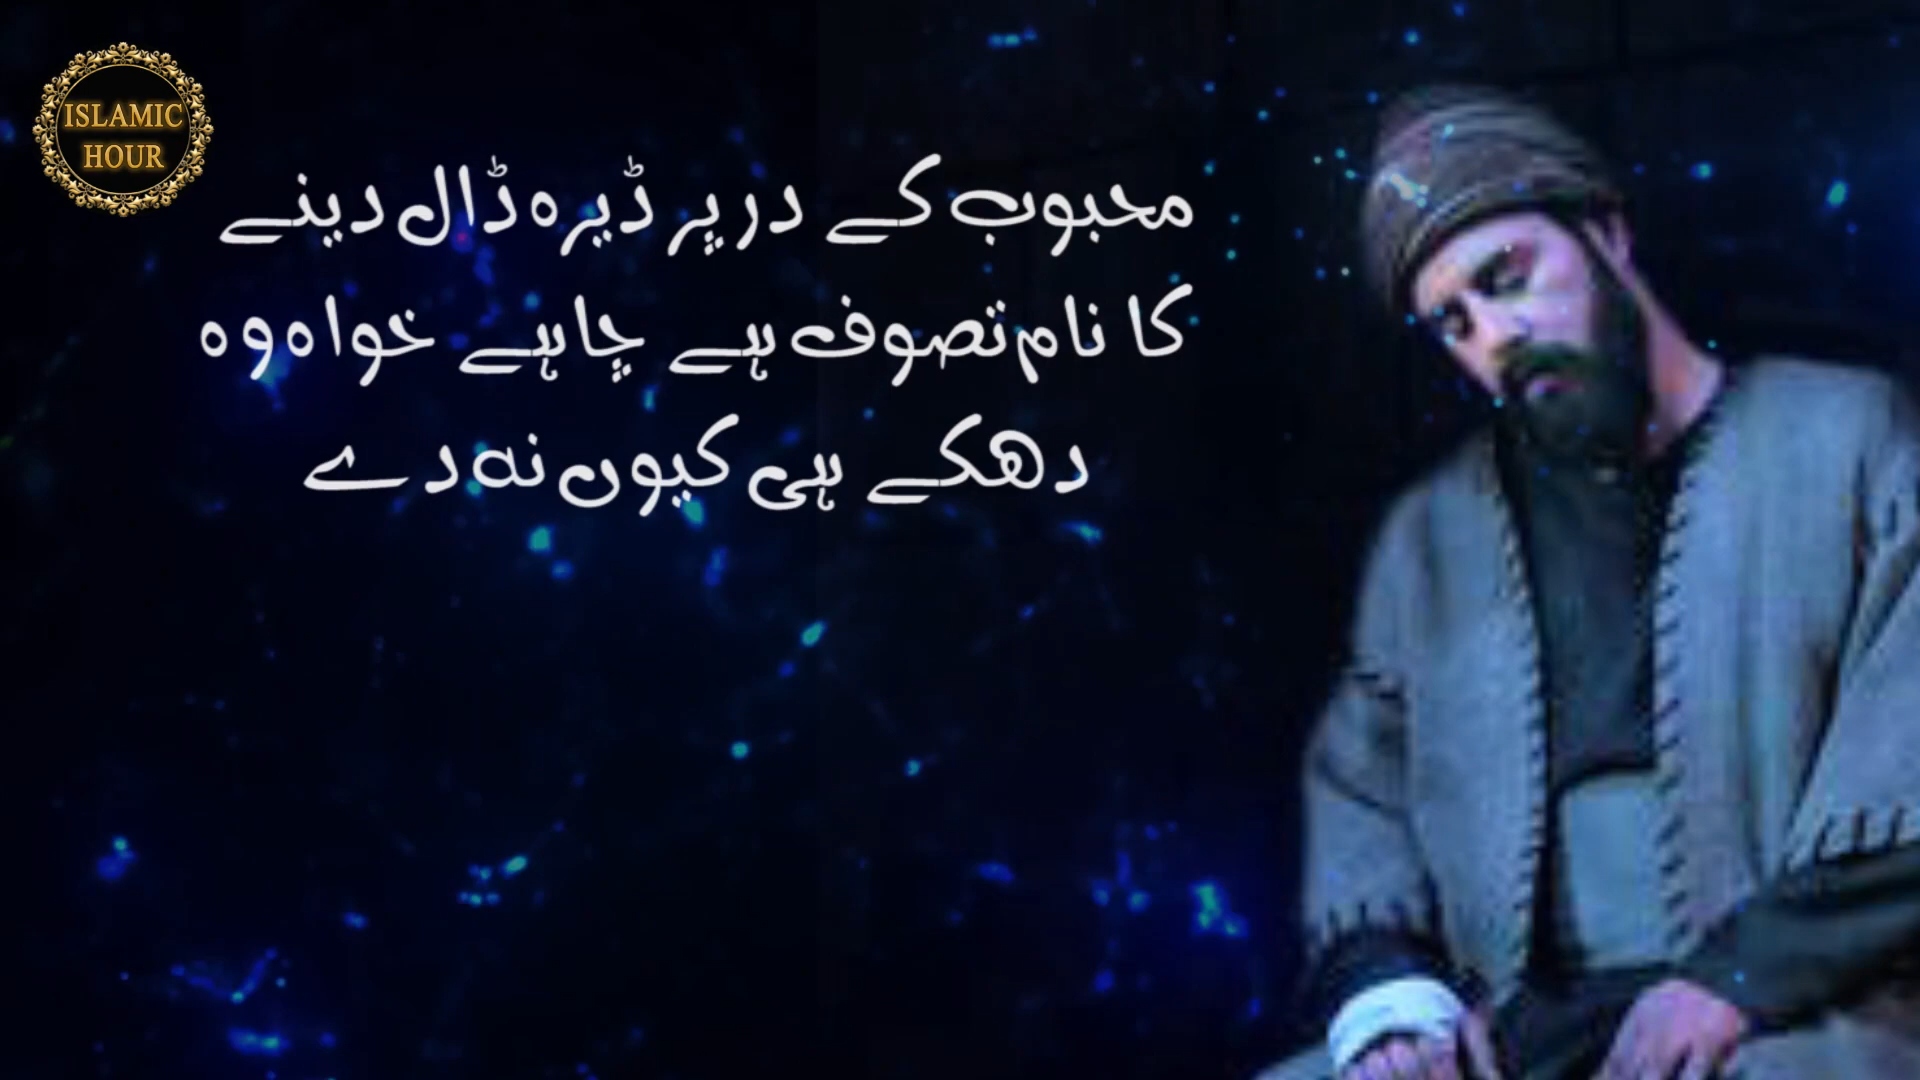 ISLAMIC
HOUR
محبوب کے در پر ڈیرہ ڈال دینے
کا نام تصوف ہے چاہے خواہ وہ
دھکے ہی کیوں نہ دے